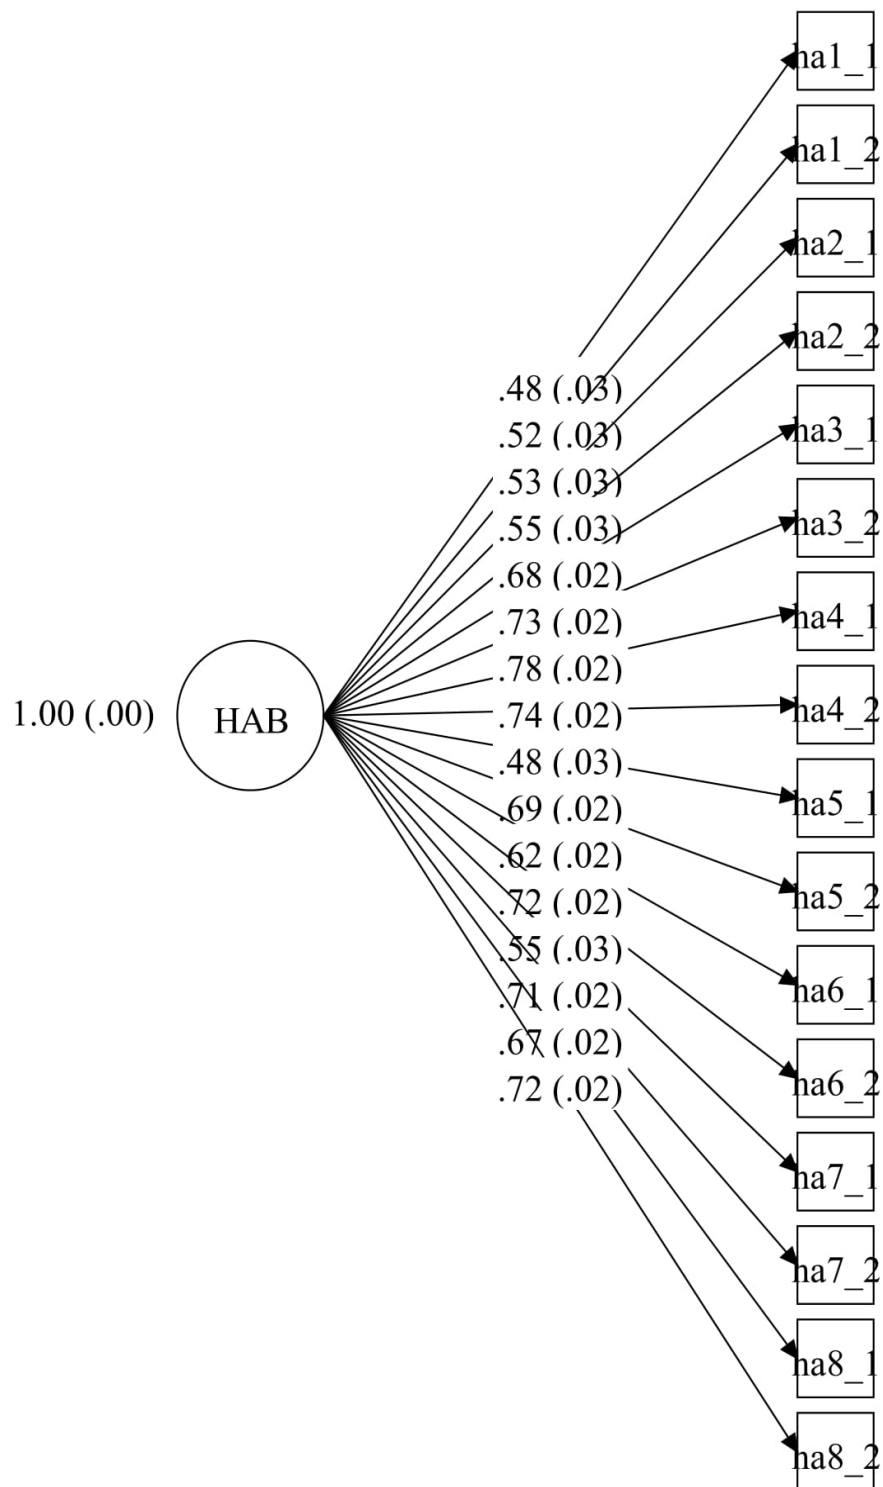 ha1_1
ha1_2
ha2_1
ha2_2
ha3_1
ha3_2
ha4_1
ha4_2
ha5_1
ha5_2
ha6_1
ha6_2
ha7_1
ha7_2
ha8_1
ha8_2
.48 (.03)
.52 (.03)
.53 (.03)
.55 (.03)
.68 (.02)
.73 (.02)
.78 (.02)
.74 (.02)
.48 (.03)
.69 (.02)
.62 (.02)
.72 (.02)
.55 (.03)
.71 (.02)
.67 (.02)
.72 (.02)
1.00 (.00)
HAB